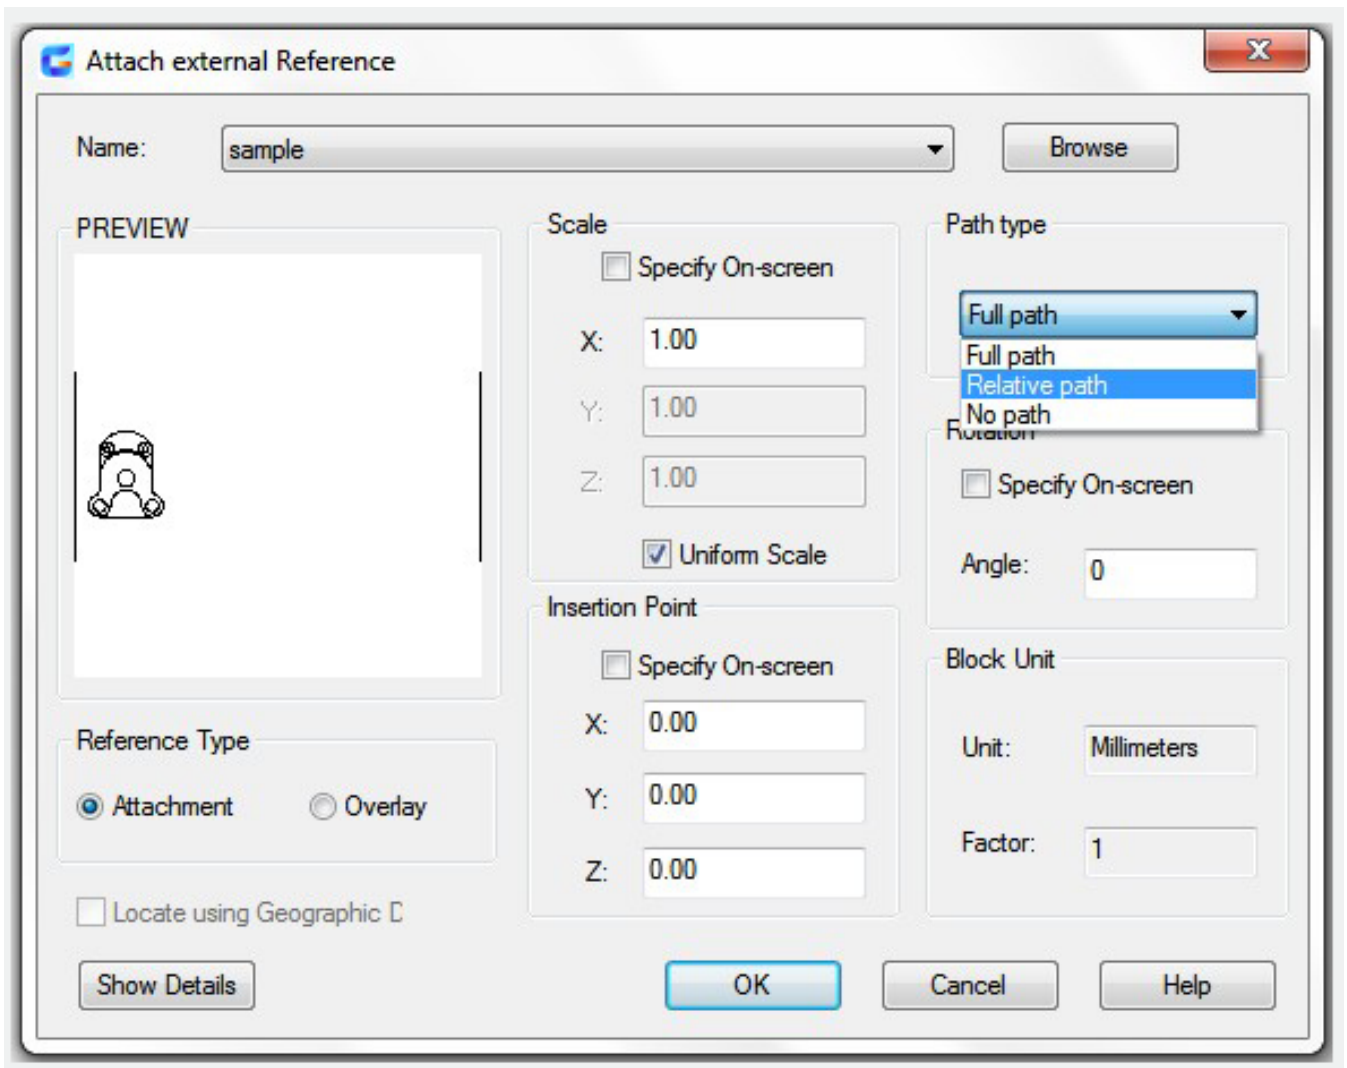 Attach external Reference
Name:
sample
Browse
PREVIEW
Scale
Specify On-screen
X:
1.00
Y:
1.00
Z:
1.00
Uniform Scale
Path type
Full path
Full path
Relative path
No path
Rotation
Specify On-screen
Angle:
0
Insertion Point
Specify On-screen
X:
0.00
Y:
0.00
Z:
0.00
Block Unit
Unit:
Millimeters
Factor:
1
Reference Type
Attachment
Overlay
Locate using Geographic D
Show Details
OK
Cancel
Help